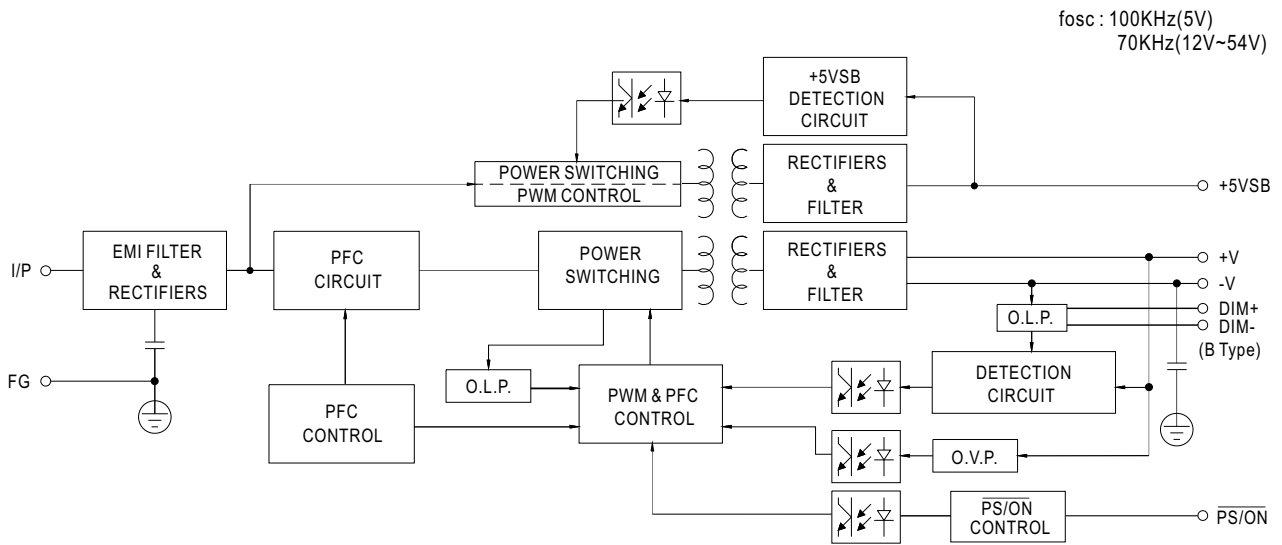 fosc : 100KHz(5V)
70KHz(12V~54V)
+5VSB
DETECTION
CIRCUIT
POWER SWITCHING
PWM CONTROL
RECTIFIERS
&
FILTER
+5VSB
I/P
EMI FILTER
&
RECTIFIERS
PFC
CIRCUIT
POWER
SWITCHING
RECTIFIERS
&
FILTER
+V
-V
DIM+
DIM-
(B Type)
O.L.P.
FG
O.L.P.
PFC
CONTROL
PWM & PFC
CONTROL
DETECTION
CIRCUIT
O.V.P.
PS/ON
CONTROL
PS/ON